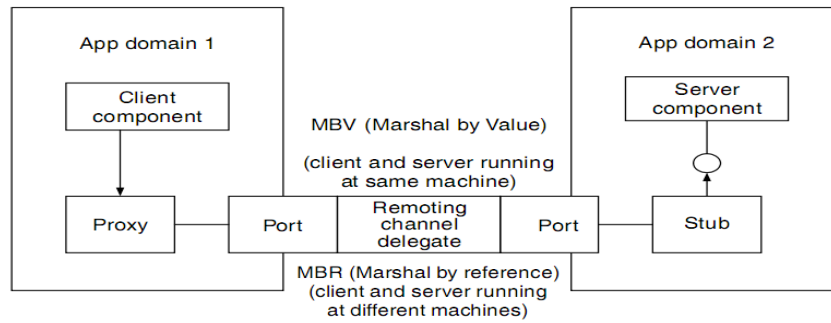 App domain 1
App domain 2
Client
component
Server
component
MBV (Marshal by Value)
(client and server running
at same machine)
Proxy
Port
Remoting
channel
delegate
Port
Stub
MBR (Marshal by reference)
(client and server running
at different machines)